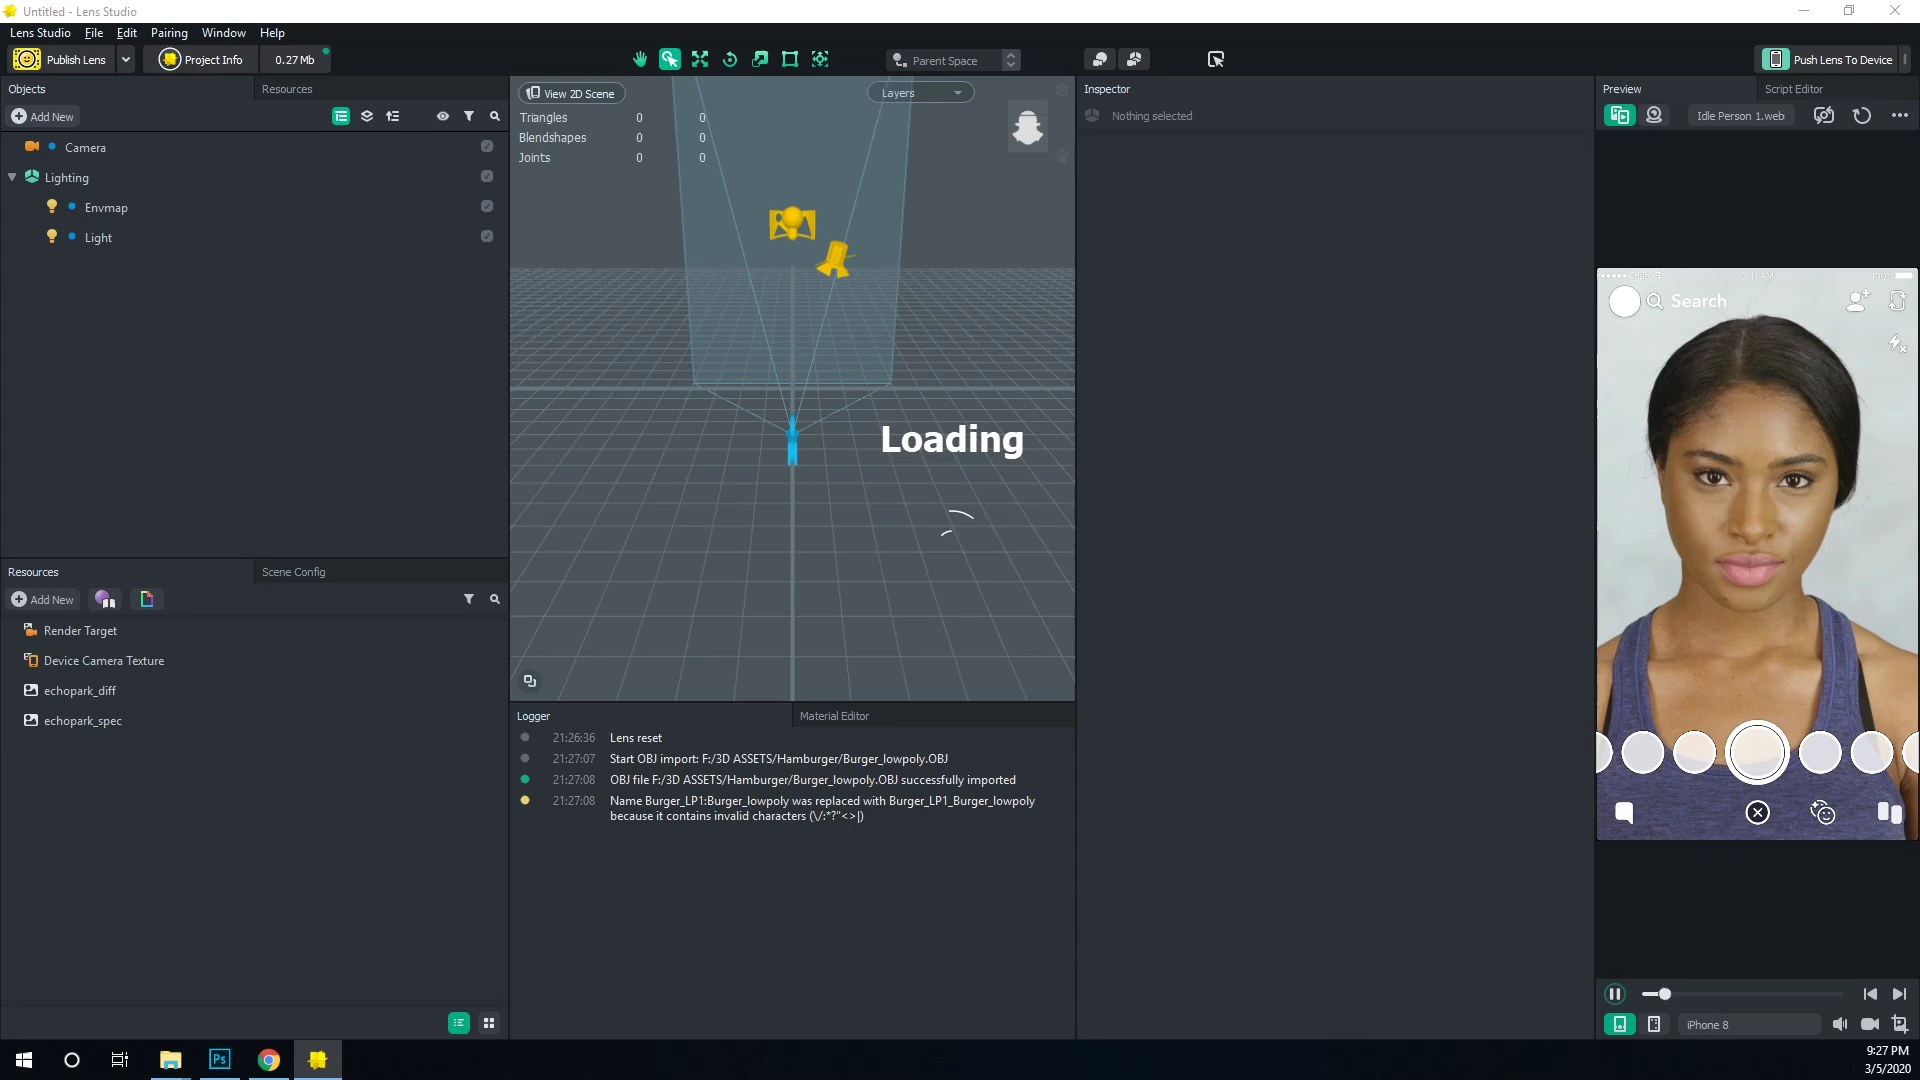 Untitled - Lens Studio
Lens Studio File Edit Pairing Window Help
Publish Lens Project Info 0.27 Mb Parent Space Push Lens To Device
Objects Resources
Add New
Camera
Lighting
Envmap
Light
Resources Scene Config
Add New
Render Target
Device Camera Texture
echopark_diff
echopark_spec
View 2D Scene Layers
Triangles 0 0
Blendshapes 0 0
Joints 0 0
Loading
Logger Material Editor
21:26:36 Lens reset
21:27:07 Start OBJ import: F:/3D ASSETS/Hamburger/Burger_lowpoly.OBJ
21:27:08 OBJ file F:/3D ASSETS/Hamburger/Burger_lowpoly.OBJ successfully imported
21:27:08 Name Burger_LP1:Burger_lowpoly was replaced with Burger_LP1_Burger_lowpoly
because it contains invalid characters (\/:*?"<>|)
Inspector
Nothing selected
Preview Script Editor
Idle Person 1.web
Search
iPhone 8
Ps
9:27 PM
3/5/2020